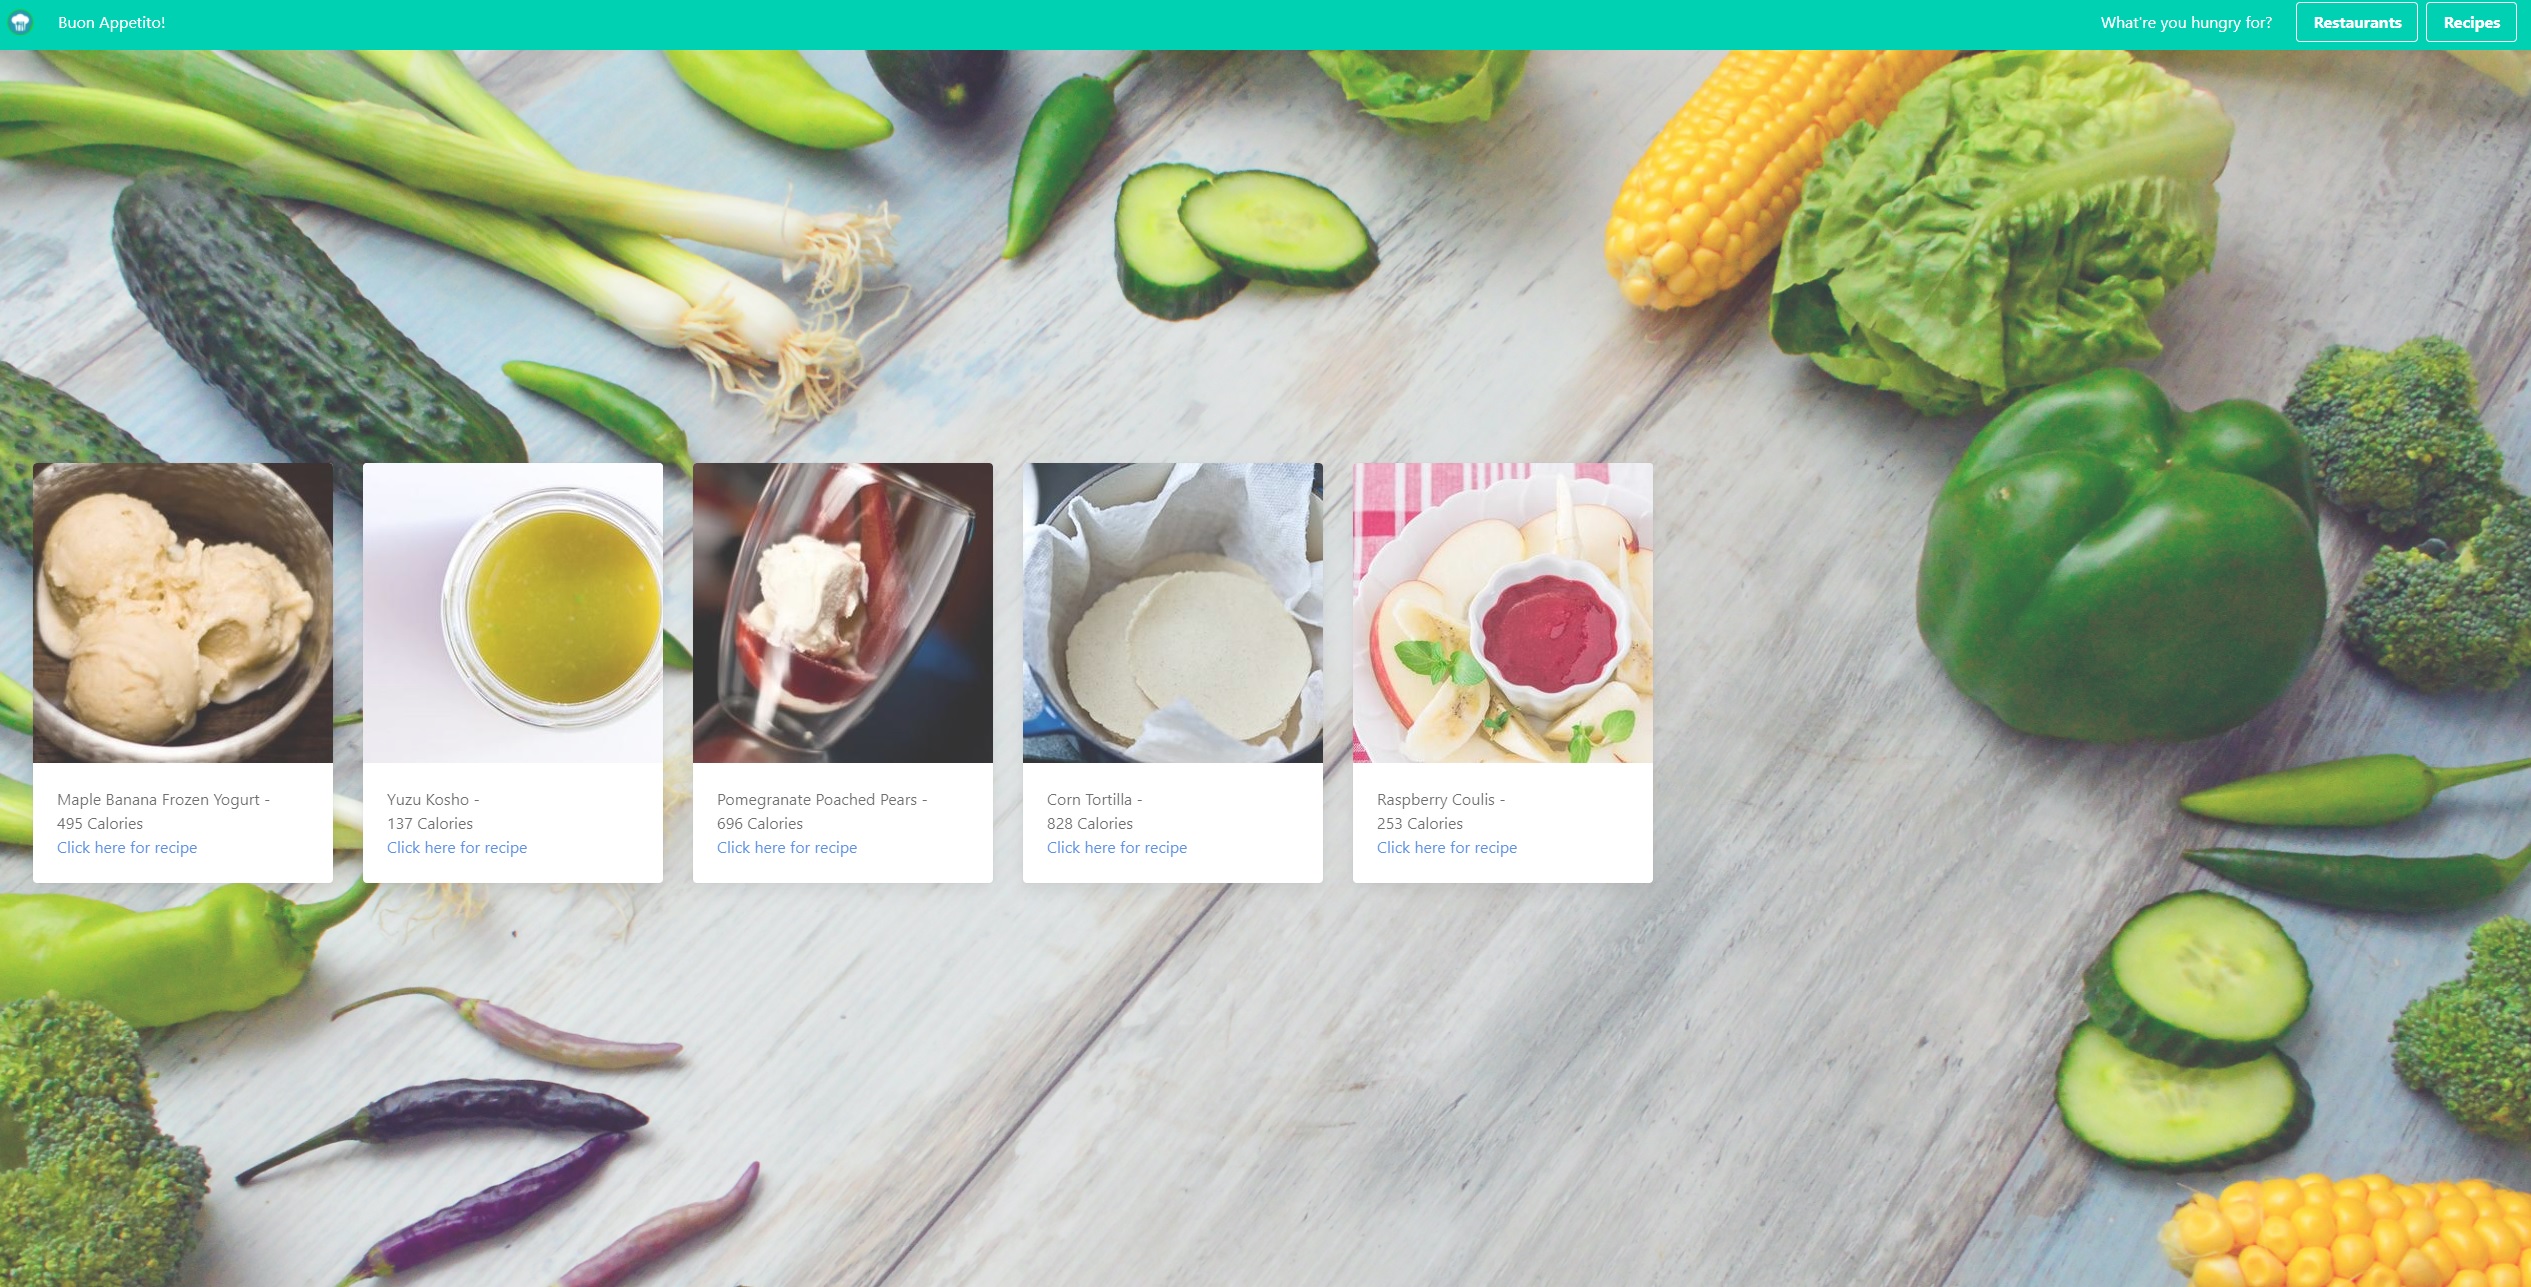 Buon Appetito!
What're you hungry for?
Restaurants
Recipes
Maple Banana Frozen Yogurt -
495 Calories
Click here for recipe
Yuzu Kosho -
137 Calories
Click here for recipe
Pomegranate Poached Pears -
696 Calories
Click here for recipe
Corn Tortilla -
828 Calories
Click here for recipe
Raspberry Coulis -
253 Calories
Click here for recipe